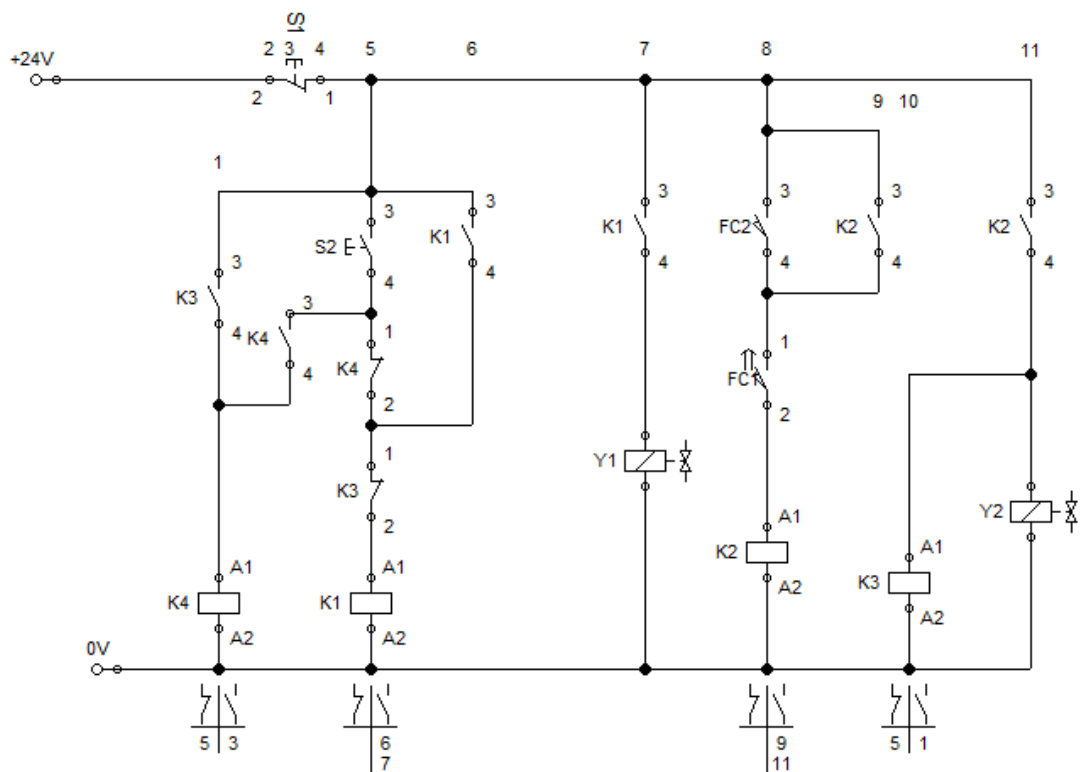 S1
2 3 4 5 6 7 8 11
+24V
2 1
9 10
1
3 3 3 3 3 3
S2 K1 K1 FC2 K2 K2
4 4 4 4 4 4
3
K3
4
3
K4
4
1
K4
2
1
FC1
2
1
K3
2
Y1
Y2
A1
K2
A2
A1
K3
A2
A1 A1
K4 K1
A2 A2
0V
5 3 6 9 5 1
7 11